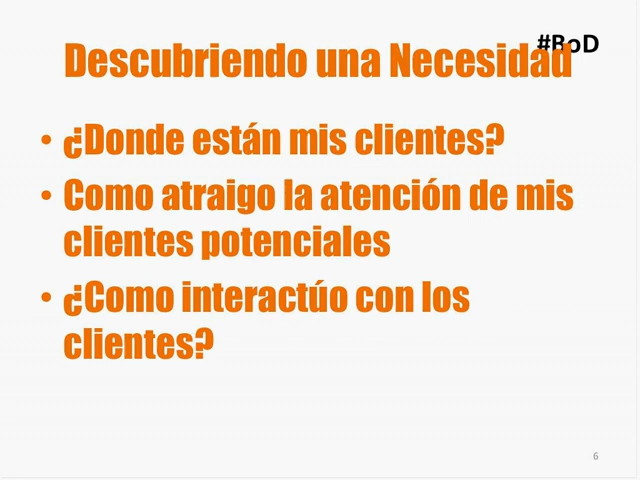 #BoD
Descubriendo una Necesidad
• ¿Donde están mis clientes?
• Como atraigo la atención de mis
clientes potenciales
• ¿Como interactúo con los
clientes?
6